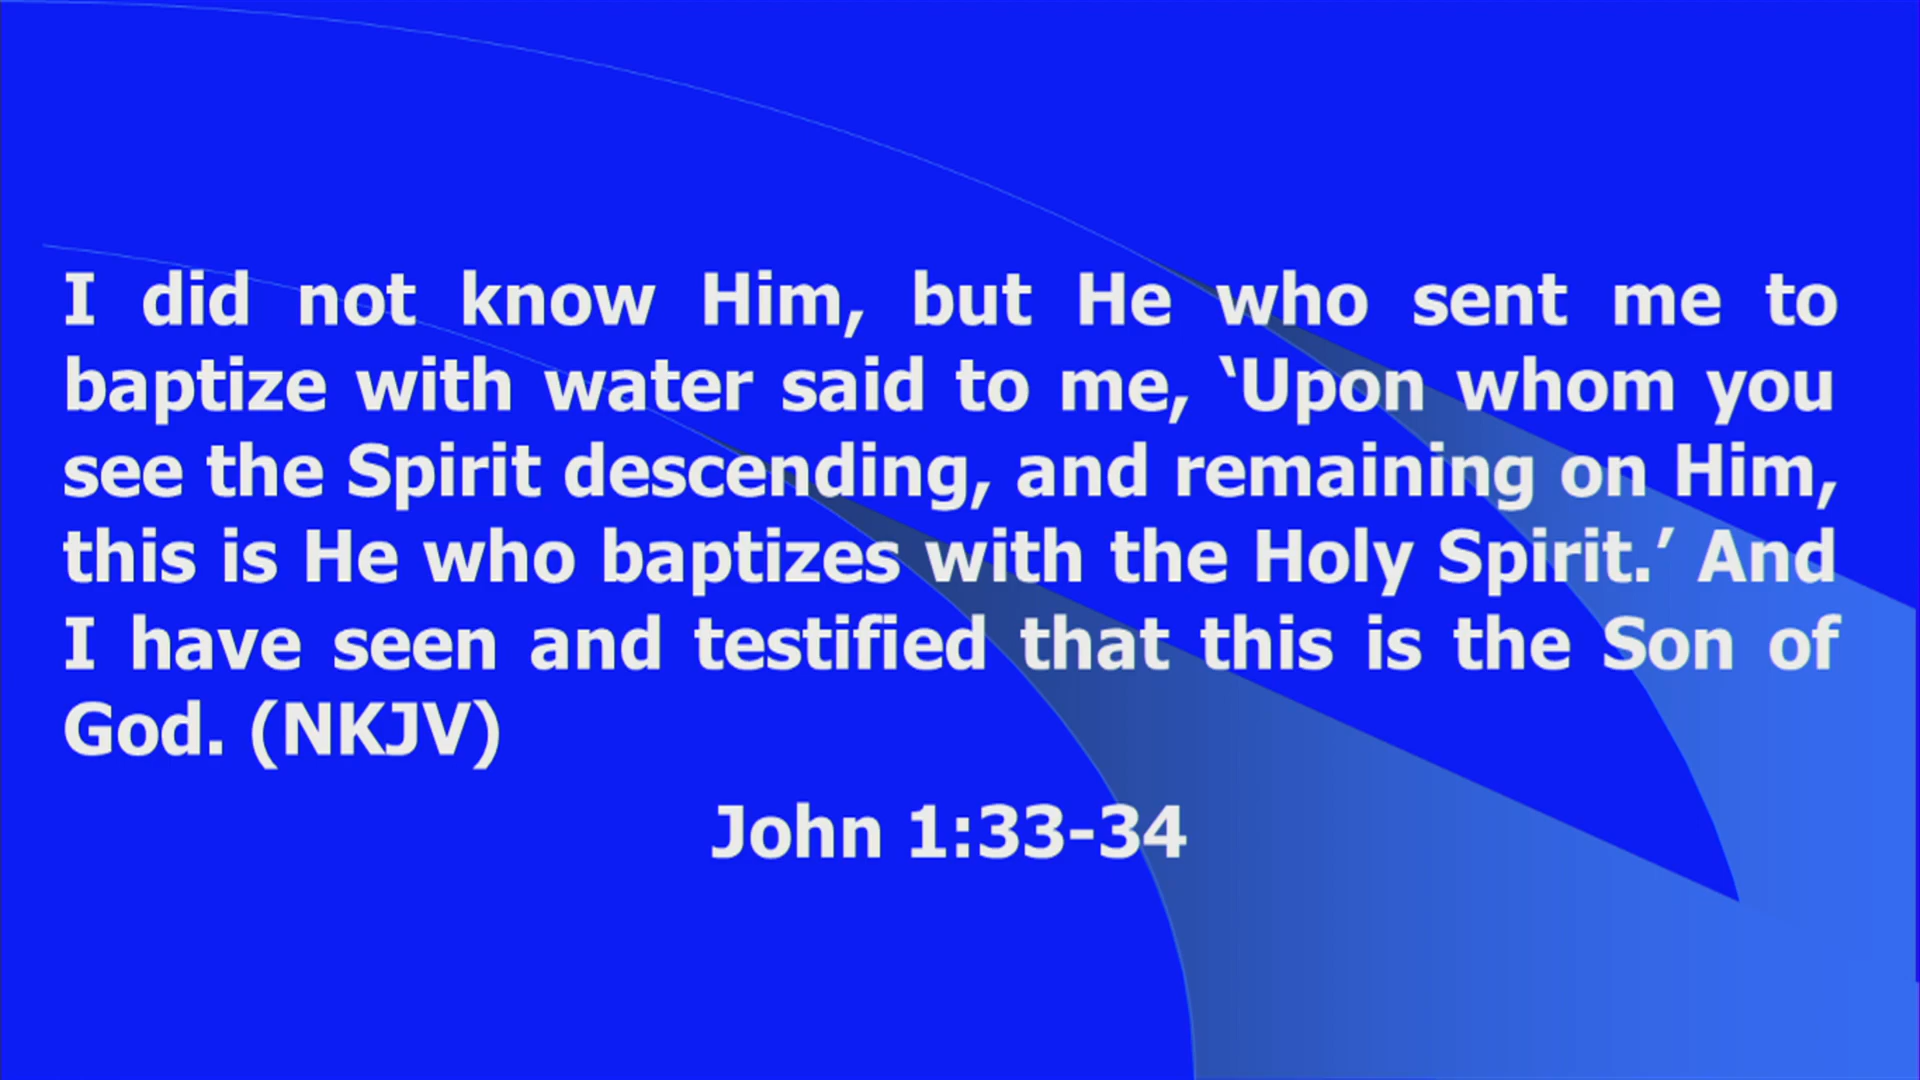 I did not know Him, but He who sent me to
baptize with water said to me, ‘Upon whom you
see the Spirit descending, and remaining on Him,
this is He who baptizes with the Holy Spirit.’ And
I have seen and testified that this is the Son of
God. (NKJV)
John 1:33-34